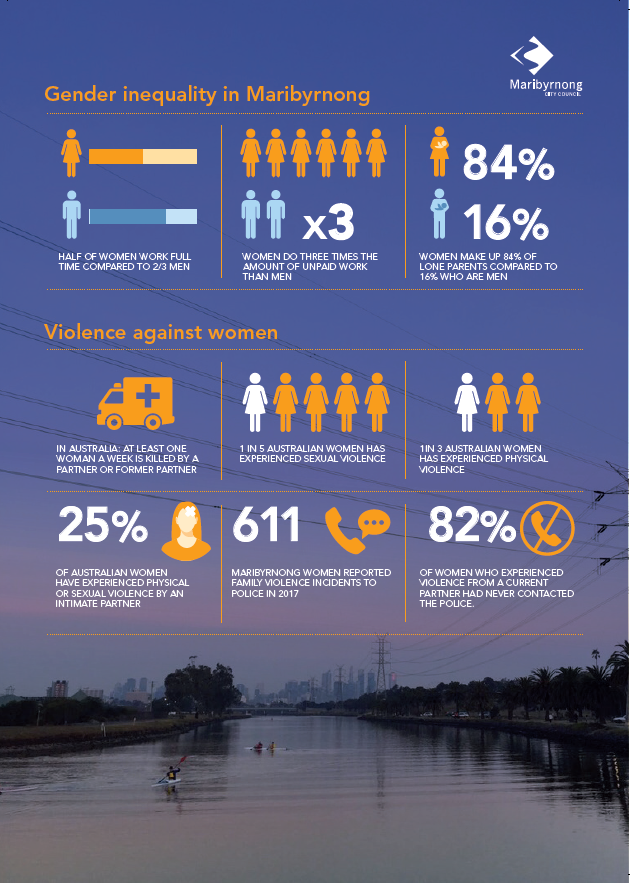 Maribyrnong
CITY COUNCIL
Gender inequality in Maribyrnong
HALF OF WOMEN WORK FULL
TIME COMPARED TO 2/3 MEN
x3
WOMEN DO THREE TIMES THE
AMOUNT OF UNPAID WORK
THAN MEN
84%
16%
WOMEN MAKE UP 84% OF
LONE PARENTS COMPARED TO
16% WHO ARE MEN
Violence against women
IN AUSTRALIA: AT LEAST ONE
WOMAN A WEEK IS KILLED BY A
PARTNER OR FORMER PARTNER
1 IN 5 AUSTRALIAN WOMEN HAS
EXPERIENCED SEXUAL VIOLENCE
1 IN 3 AUSTRALIAN WOMEN
HAS EXPERIENCED PHYSICAL
VIOLENCE
25%
OF AUSTRALIAN WOMEN
HAVE EXPERIENCED PHYSICAL
OR SEXUAL VIOLENCE BY AN
INTIMATE PARTNER
611
MARIBYRNONG WOMEN REPORTED
FAMILY VIOLENCE INCIDENTS TO
POLICE IN 2017
82%
OF WOMEN WHO EXPERIENCED
VIOLENCE FROM A CURRENT
PARTNER HAD NEVER CONTACTED
THE POLICE.